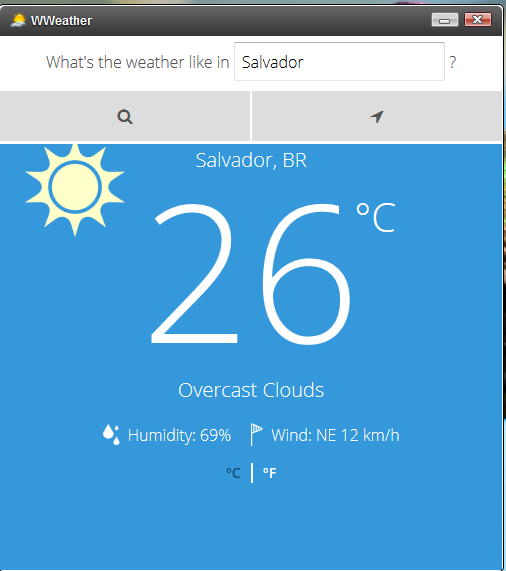 WWeather
What's the weather like in Salvador ?
Salvador, BR
26 °C
Overcast Clouds
Humidity: 69% Wind: NE 12 km/h
°C °F